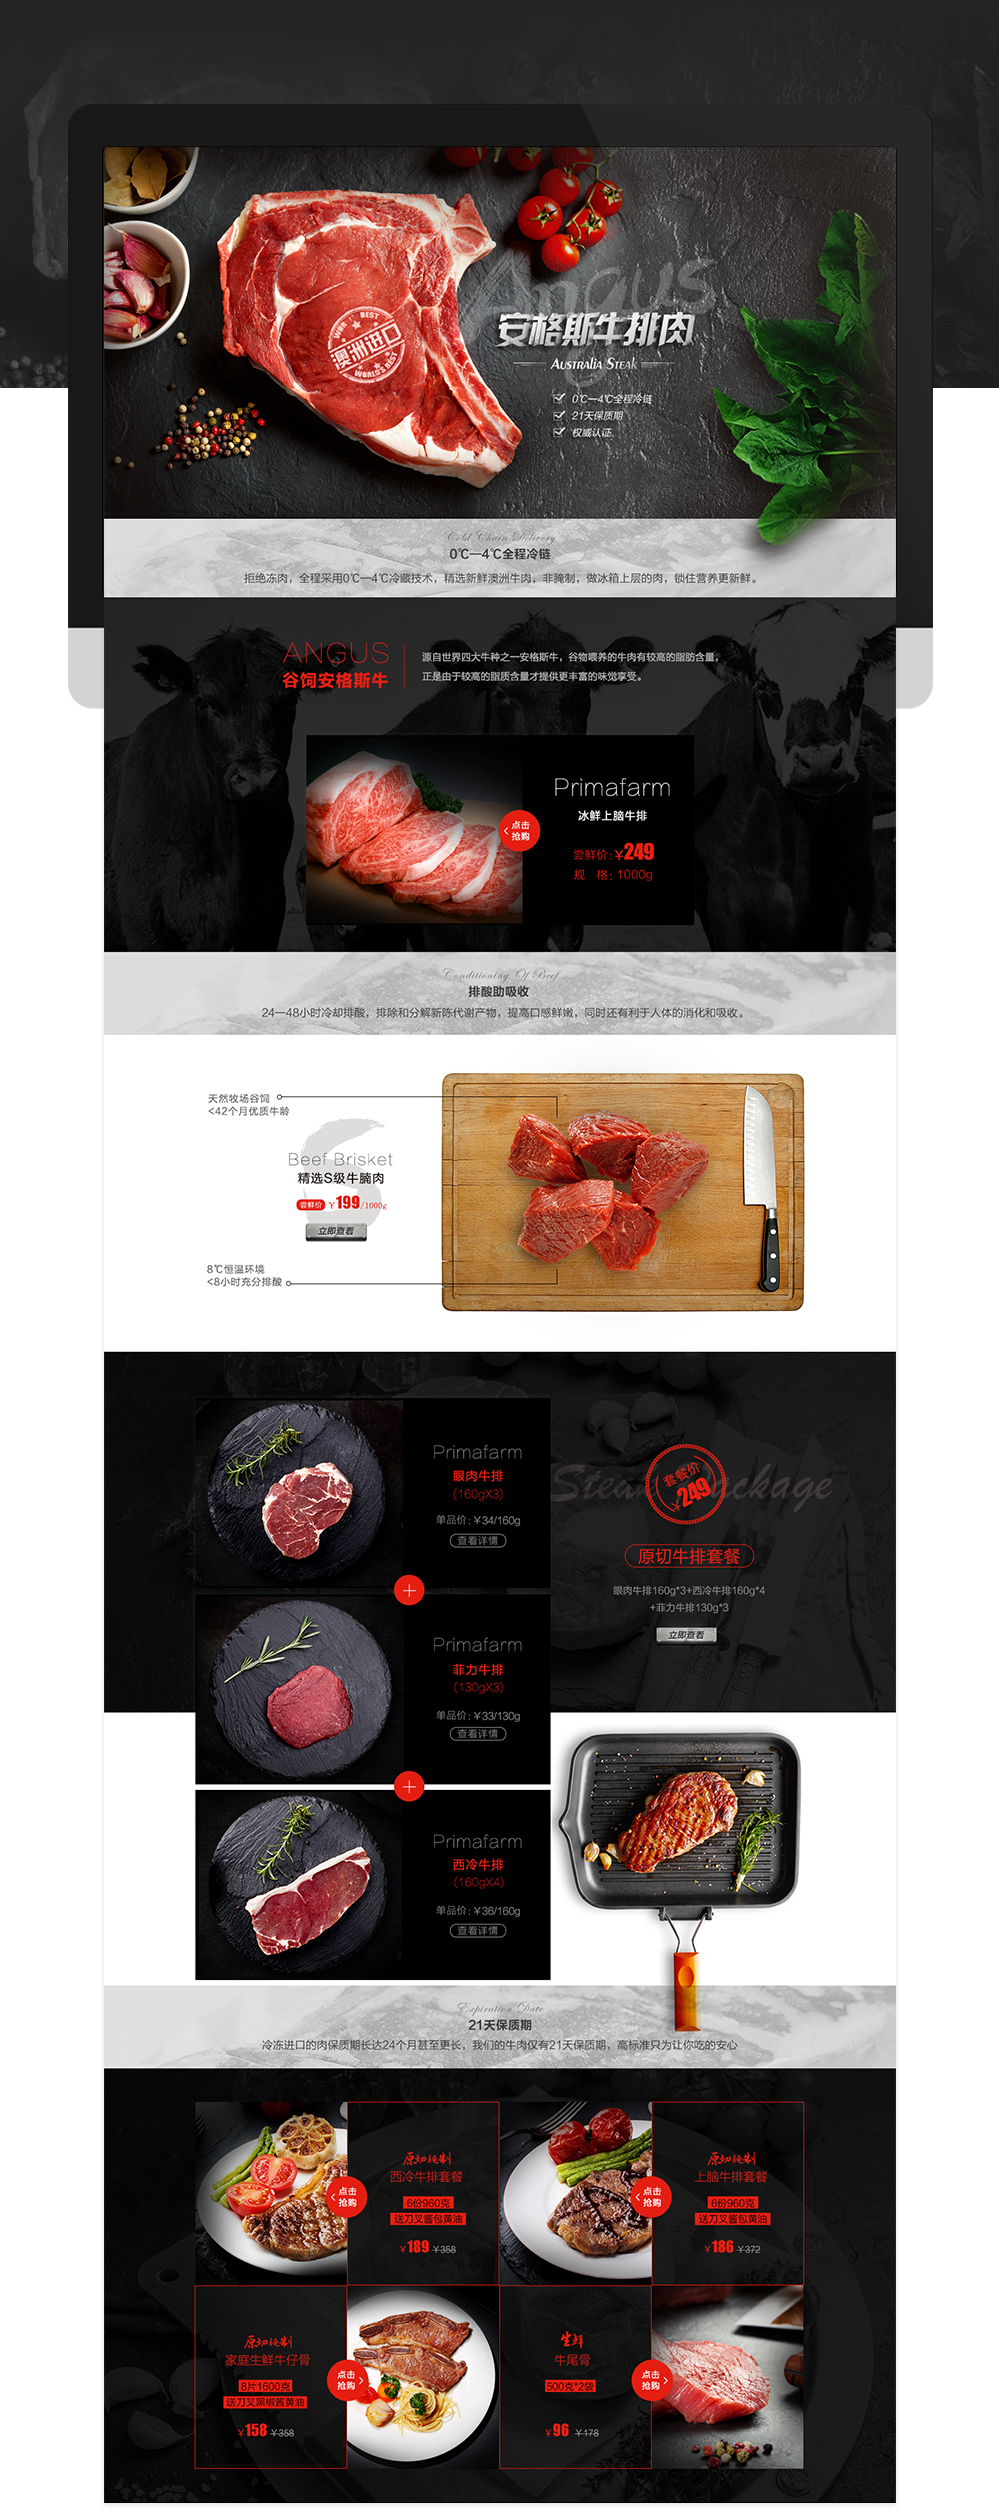 Angus
安格斯牛排肉
AUSTRALIA STEAK
0℃—4℃全程冷链
21天保质期
权威认证
BEST
澳洲进口
WORLD'S BEST
Cold Chain Delivery
0℃—4℃全程冷链
拒绝冻肉，全程采用0℃—4℃冷藏技术，精选新鲜澳洲牛肉，非腌制，做冰箱上层的肉，锁住营养更新鲜。
ANGUS
谷饲安格斯牛
源自世界四大牛种之一安格斯牛，谷物喂养的牛肉有较高的脂肪含量，
正是由于较高的脂质含量才提供更丰富的味觉享受。
Primafarm
冰鲜上脑牛排
点击
抢购
尝鲜价：¥249
规 格：1000g
Conditioning Of Beef
排酸助吸收
24—48小时冷却排酸，排除和分解新陈代谢产物，提高口感鲜嫩，同时还有利于人体的消化和吸收。
天然牧场谷饲
<42个月优质牛龄
S
Beef Brisket
精选S级牛腩肉
尝鲜价 ¥199/1000g
立即查看
8℃恒温环境
<8小时充分排酸
Primafarm
眼肉牛排
(160gX3)
单品价：¥34/160g
查看详情
Steak Package
套餐价
¥249
原切牛排套餐
眼肉牛排160g*3+西冷牛排160g*4
+菲力牛排130g*3
立即查看
Primafarm
菲力牛排
(130gX3)
单品价：¥33/130g
查看详情
Primafarm
西冷牛排
(160gX4)
单品价：¥36/160g
查看详情
Expiration Date
21天保质期
冷冻进口的肉保质期长达24个月甚至更长，我们的牛肉仅有21天保质期，高标准只为让你吃的安心
原切腌制
西冷牛排套餐
点击
抢购
6份960克
送刀叉酱包黄油
¥189 ¥358
原切腌制
上脑牛排套餐
点击
抢购
6份960克
送刀叉酱包黄油
¥186 ¥372
原切腌制
家庭生鲜牛仔骨
点击
抢购
8片1600克
送刀叉黑椒酱黄油
¥158 ¥358
生鲜
牛尾骨
点击
抢购
500克*2袋
¥96 ¥178